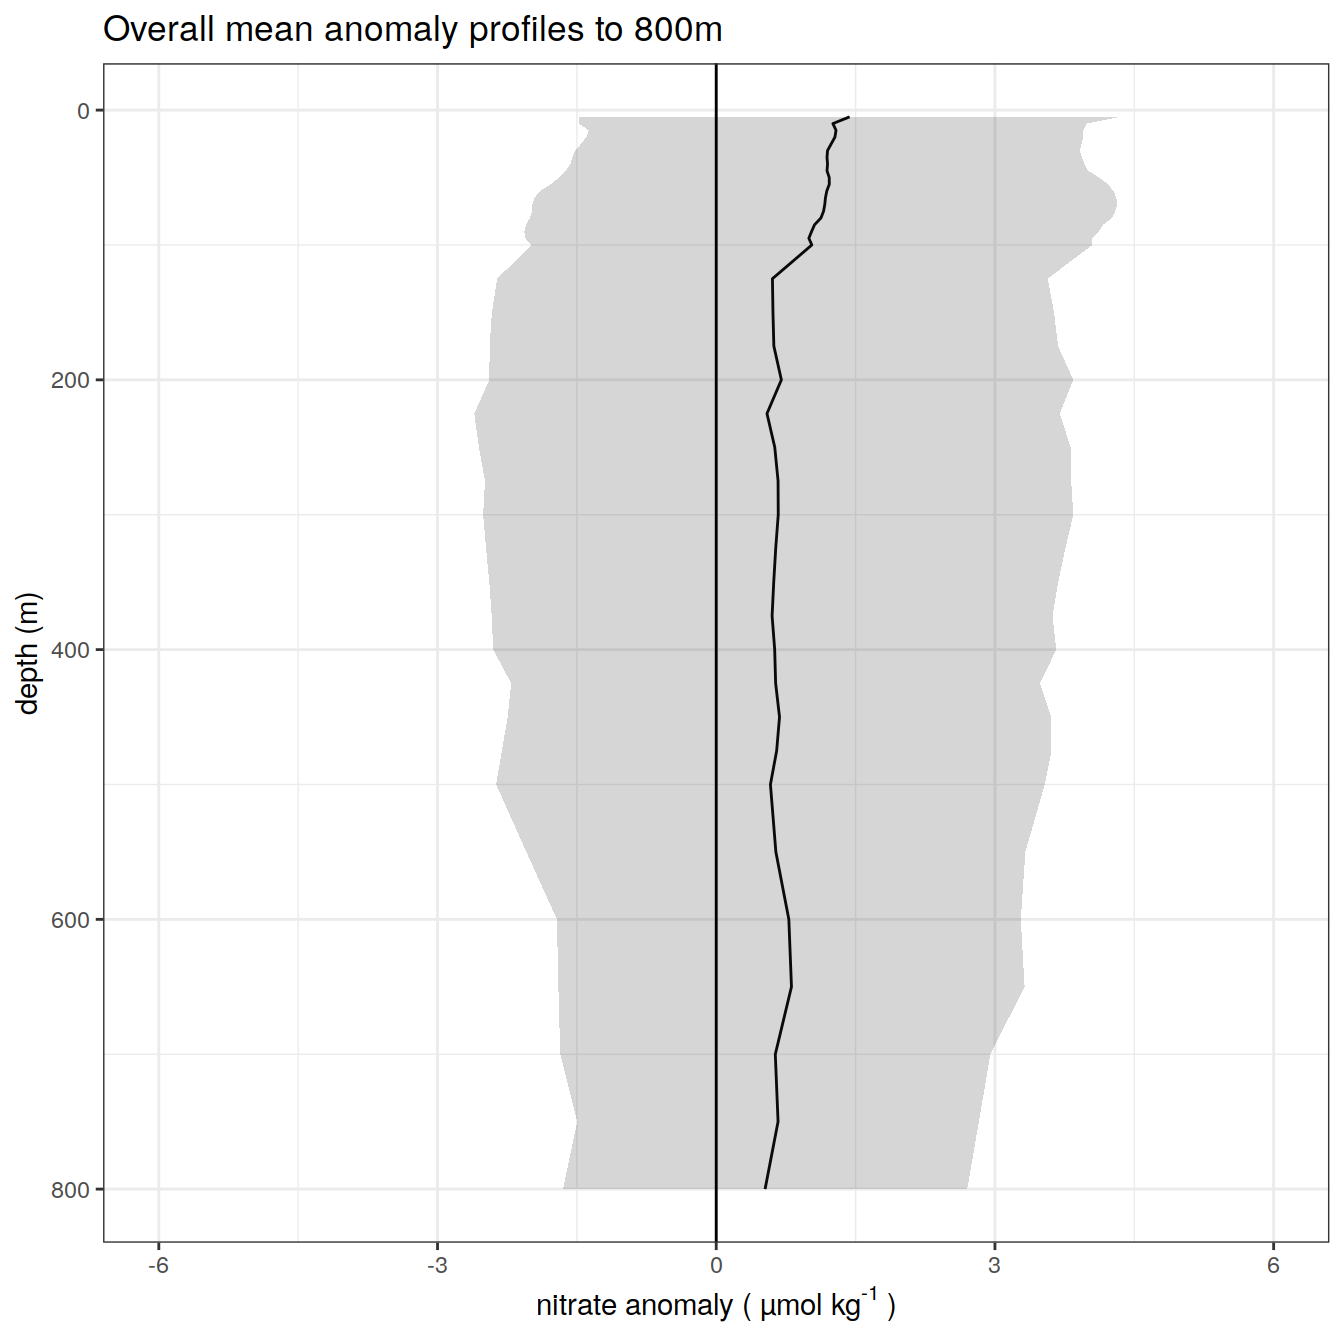 Overall mean anomaly profiles to 800m
0
200
400
600
800
depth (m)
-6 -3 0 3 6
nitrate anomaly ( µmol kg⁻¹ )